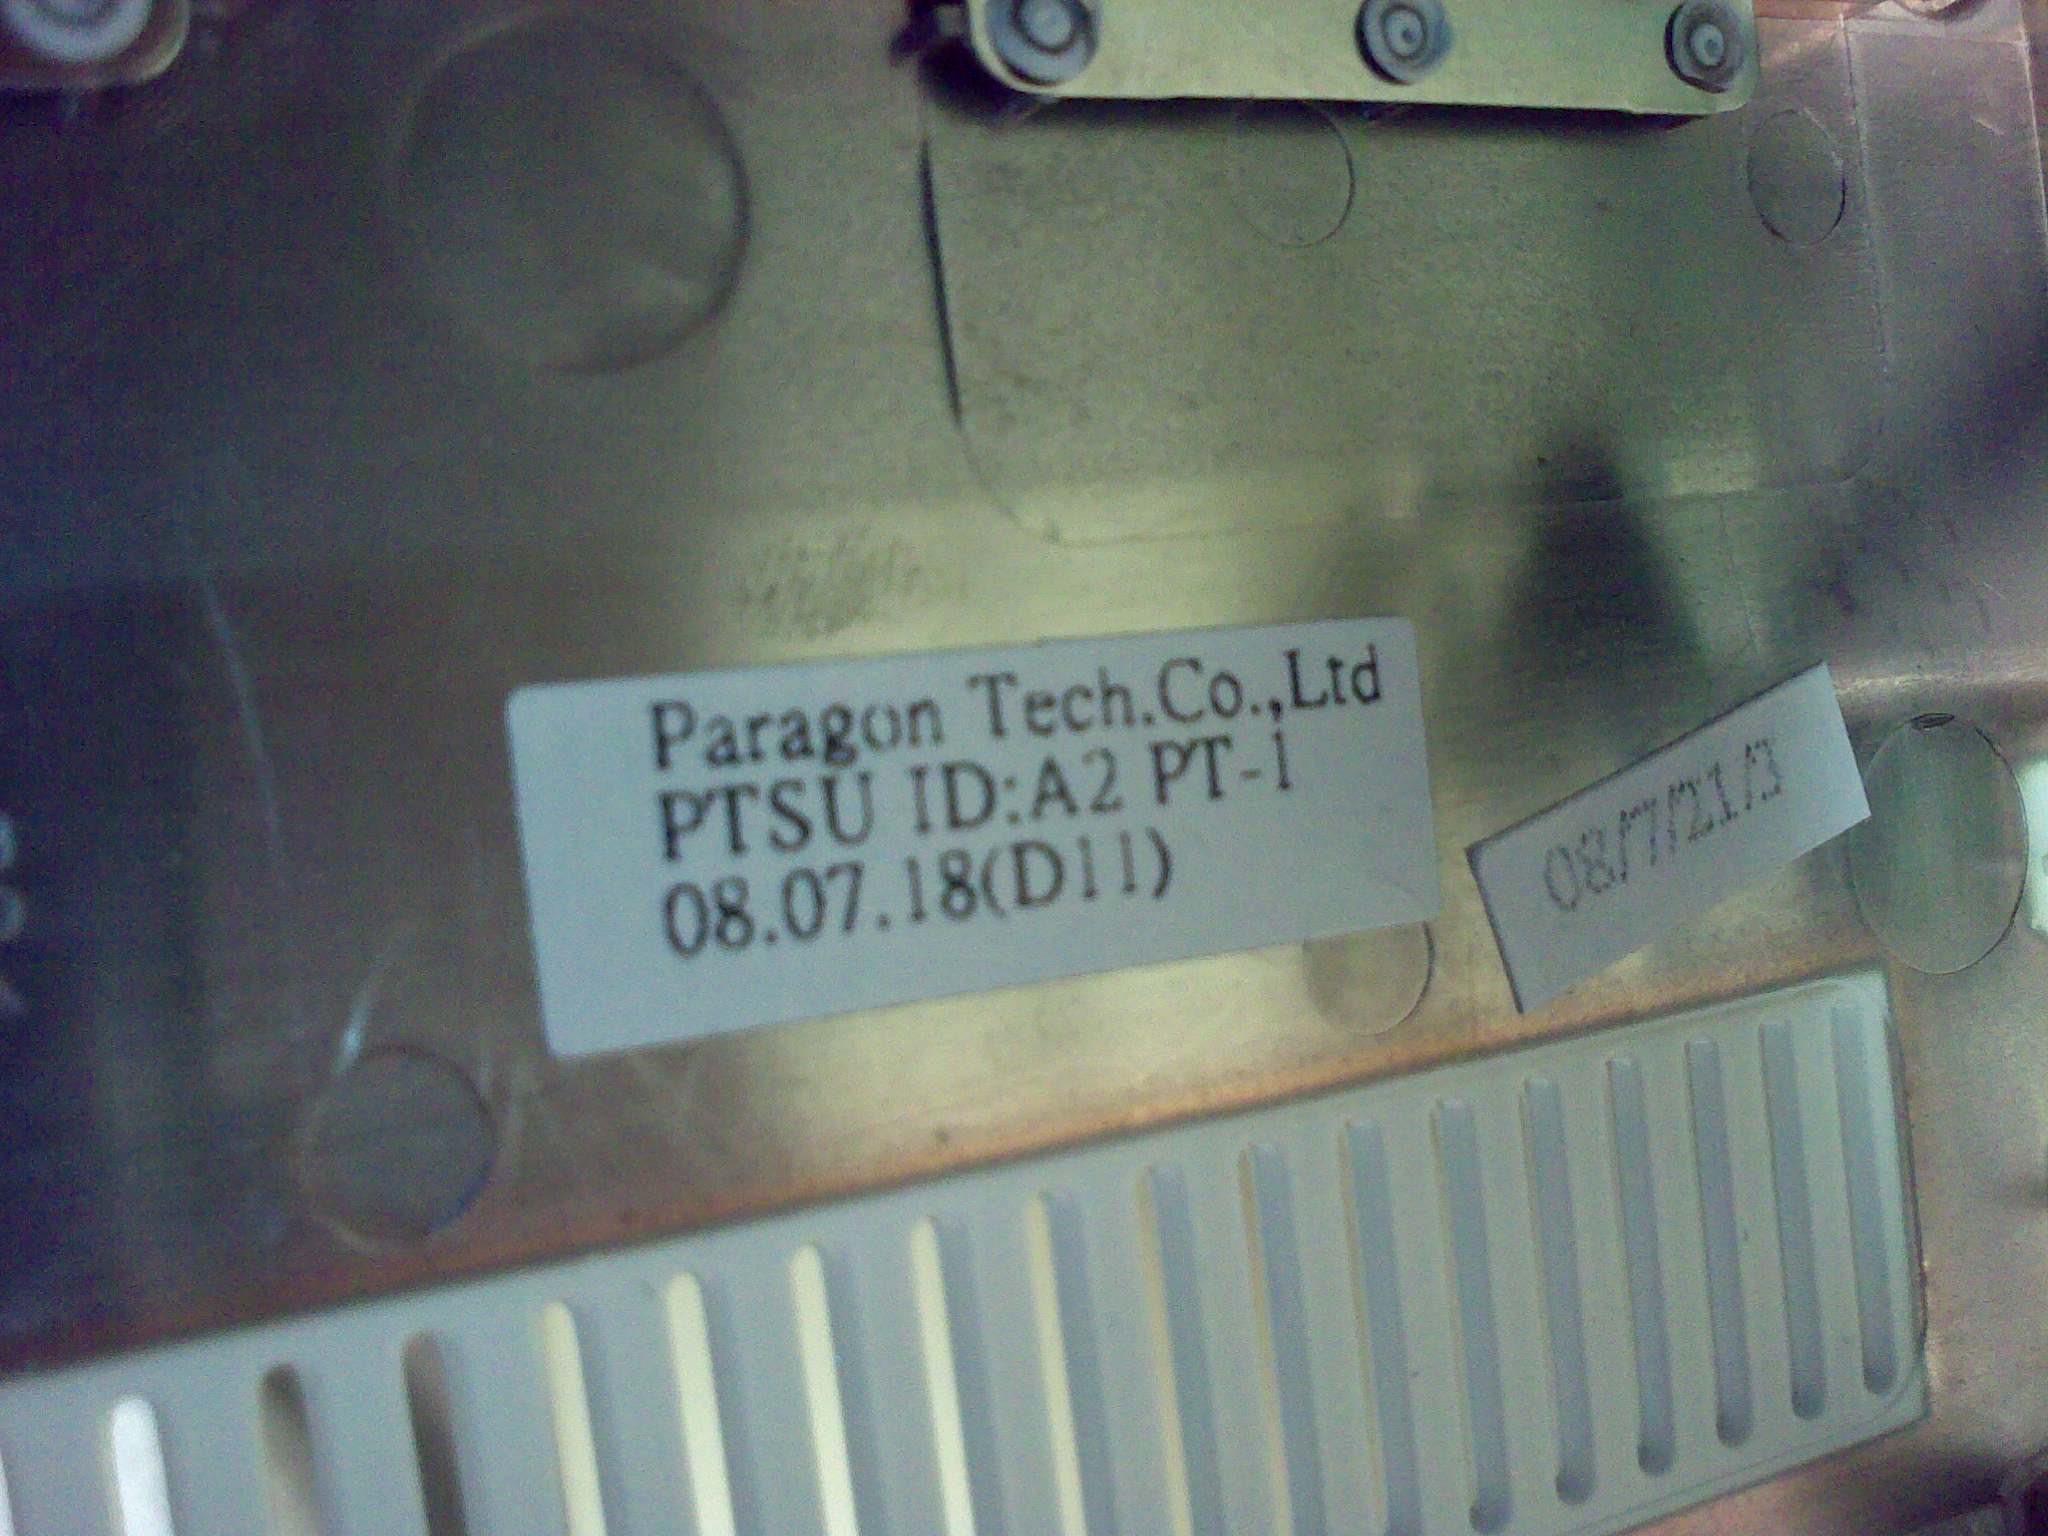 Paragon Tech.Co.,Ltd
PTSU ID:A2 PT-1
08.07.18(D11)
08/7/21/3